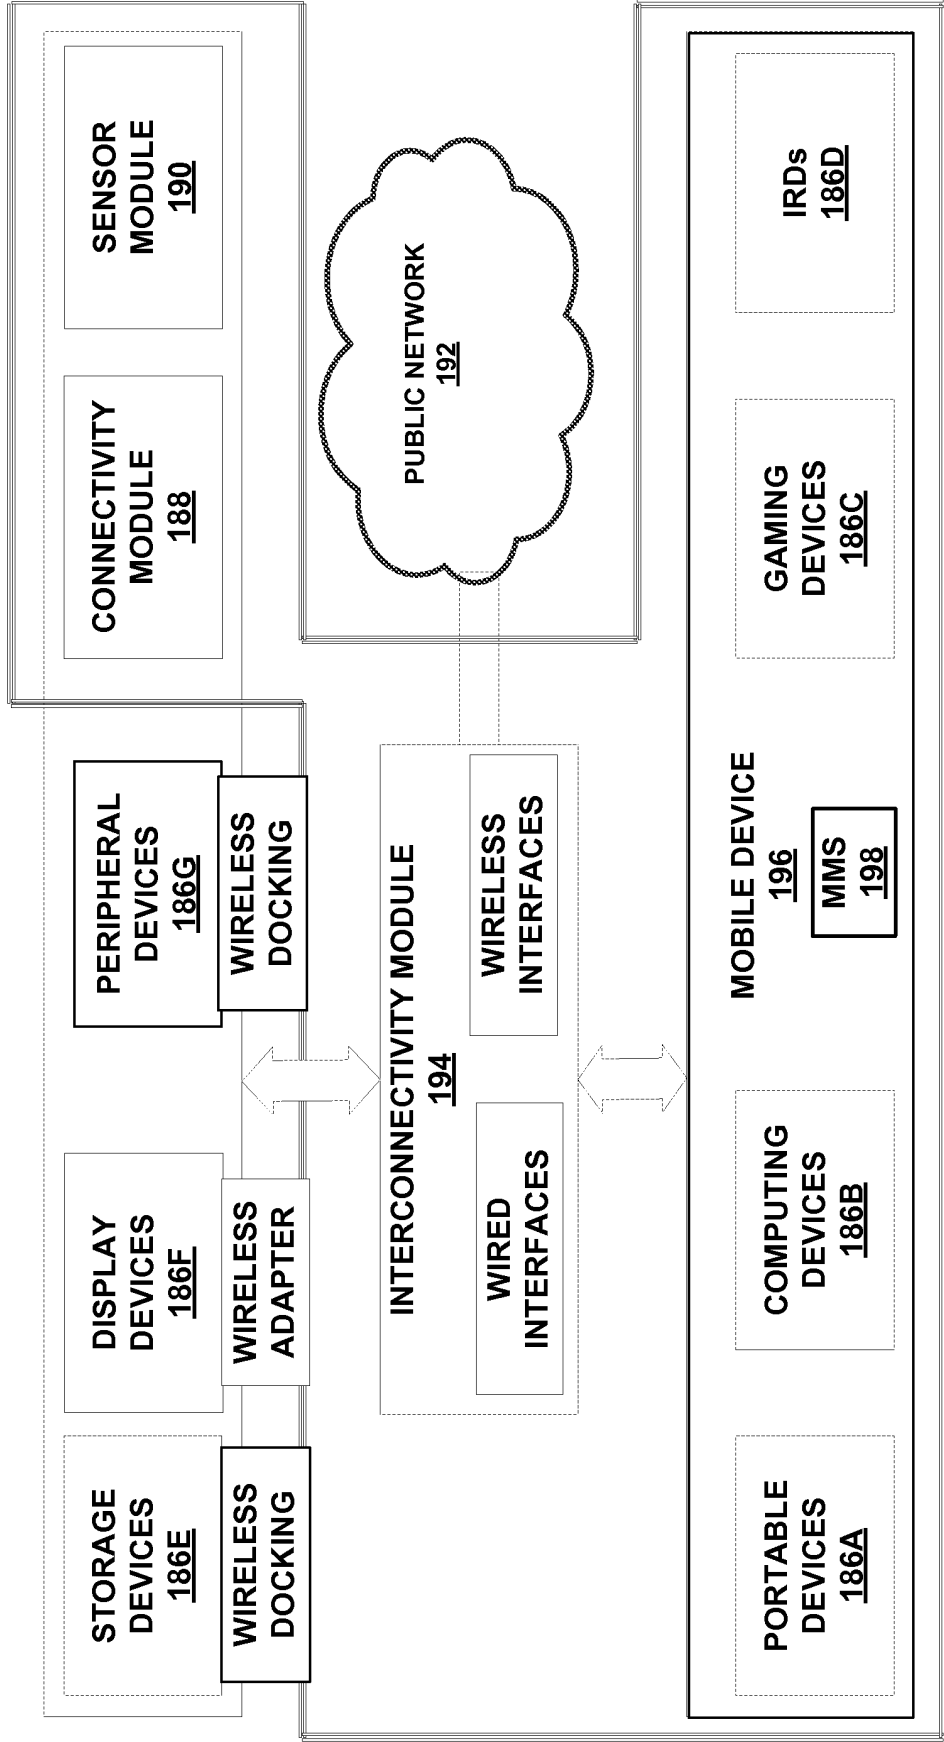 STORAGE
DEVICES
186E
WIRELESS
DOCKING
DISPLAY
DEVICES
186F
WIRELESS
ADAPTER
PERIPHERAL
DEVICES
186G
WIRELESS
DOCKING
CONNECTIVITY
MODULE
188
SENSOR
MODULE
190
INTERCONNECTIVITY MODULE
194
WIRED
INTERFACES
WIRELESS
INTERFACES
PUBLIC NETWORK
192
PORTABLE
DEVICES
186A
COMPUTING
DEVICES
186B
MOBILE DEVICE
196
MMS
198
GAMING
DEVICES
186C
IRDs
186D